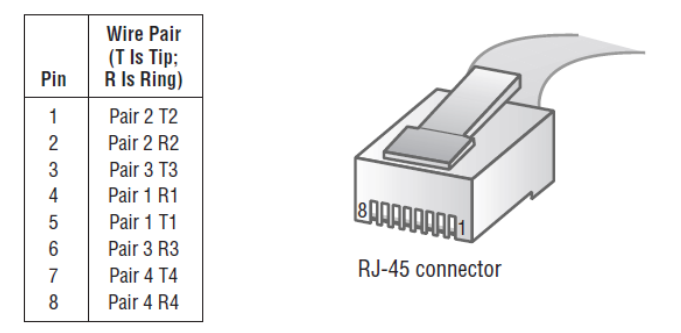 Pin Wire Pair
(T Is Tip;
R Is Ring)
1 Pair 2 T2
2 Pair 2 R2
3 Pair 3 T3
4 Pair 1 R1
5 Pair 1 T1
6 Pair 3 R3
7 Pair 4 T4
8 Pair 4 R4
8 1
RJ-45 connector